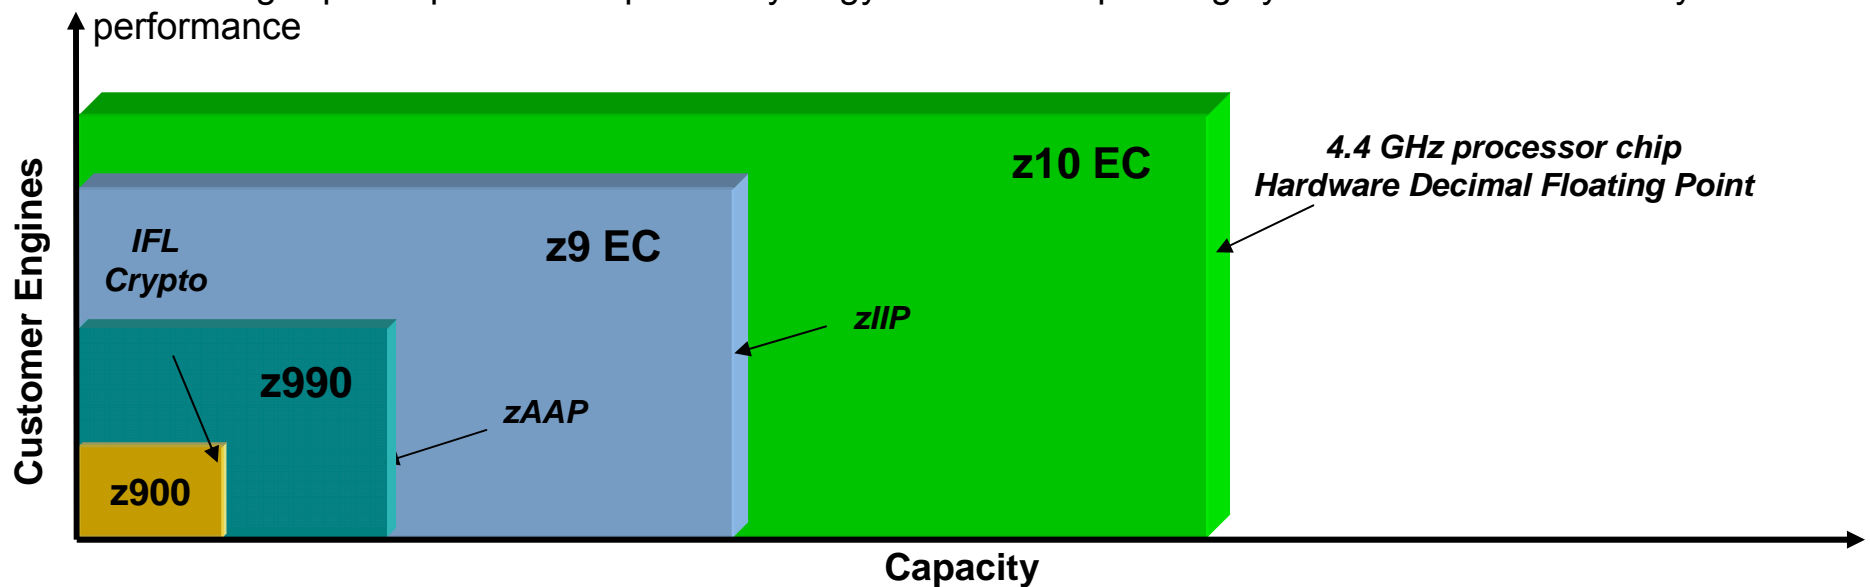 performance
4.4 GHz processor chip
Hardware Decimal Floating Point
z10 EC
z9 EC
IFL
Crypto
zIIP
z990
zAAP
z900
Customer Engines
Capacity